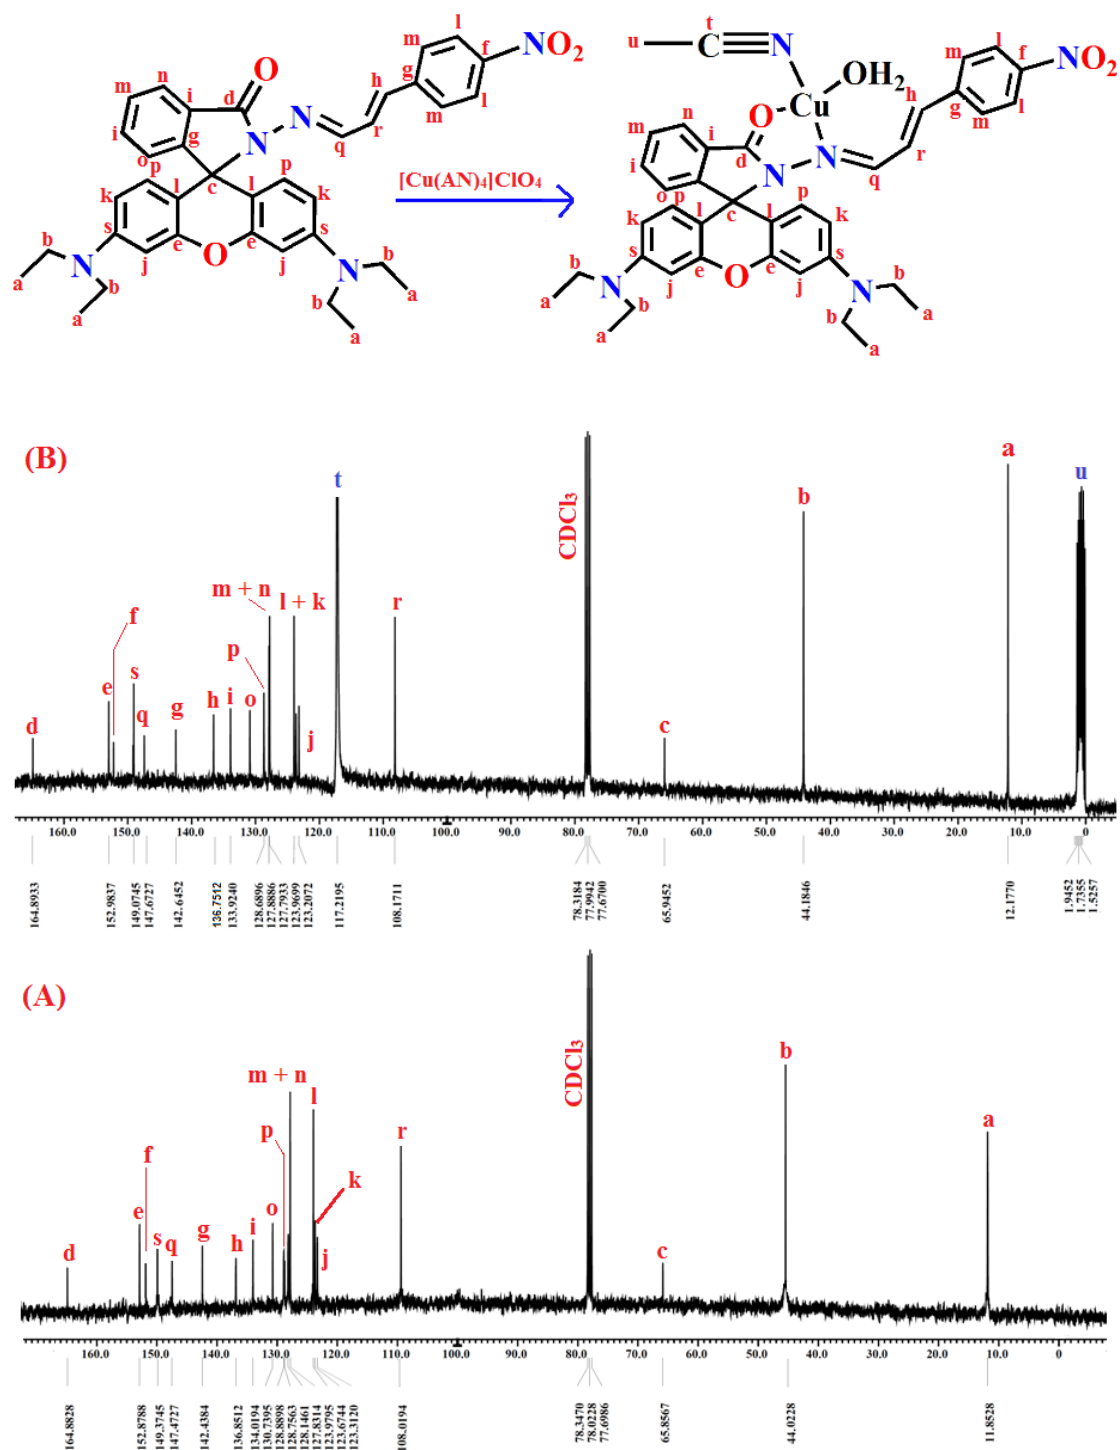 NO₂
O
N
N
O
N
N
l
m
f
g
l
h
m
n
m
i
d
i
g
r
q
o
p
c
p
k
l
l
k
s
e
e
s
j
j
b
b
b
b
a
a
a
a
[Cu(AN)₄]ClO₄
t
u
C
N
OH₂
Cu
O
N
N
NO₂
O
N
N
l
m
f
h
g
l
m
r
q
n
m
i
d
i
o
p
c
p
k
l
l
k
s
e
e
s
j
j
b
b
b
b
a
a
a
a
(B)
t
CDCl₃
b
a
u
m + n
l + k
f
p
r
e
s
q
g
h
i
o
d
j
c
160.0 150.0 140.0 130.0 120.0 110.0 100.0 90.0 80.0 70.0 60.0 50.0 40.0 30.0 20.0 10.0 0
164.8933
152.9837
149.0745
147.6727
142.6452
136.7512
133.9240
128.6896
127.8886
127.7933
123.9699
123.2072
117.2195
108.1711
78.3184
77.9942
77.6700
65.9452
44.1846
12.1770
1.9452
1.7355
1.5257
(A)
CDCl₃
b
m + n
l
p
r
a
f
k
e
s
q
g
h
i
o
d
j
c
160.0 150.0 140.0 130.0 120.0 110.0 100.0 90.0 80.0 70.0 60.0 50.0 40.0 30.0 20.0 10.0 0
164.8828
152.8788
149.3745
147.4727
142.4384
136.8512
134.0194
130.7395
128.8898
128.7563
128.1461
127.8314
123.9795
123.6744
123.3120
108.0194
78.3470
78.0228
77.6986
65.8567
44.0228
11.8528